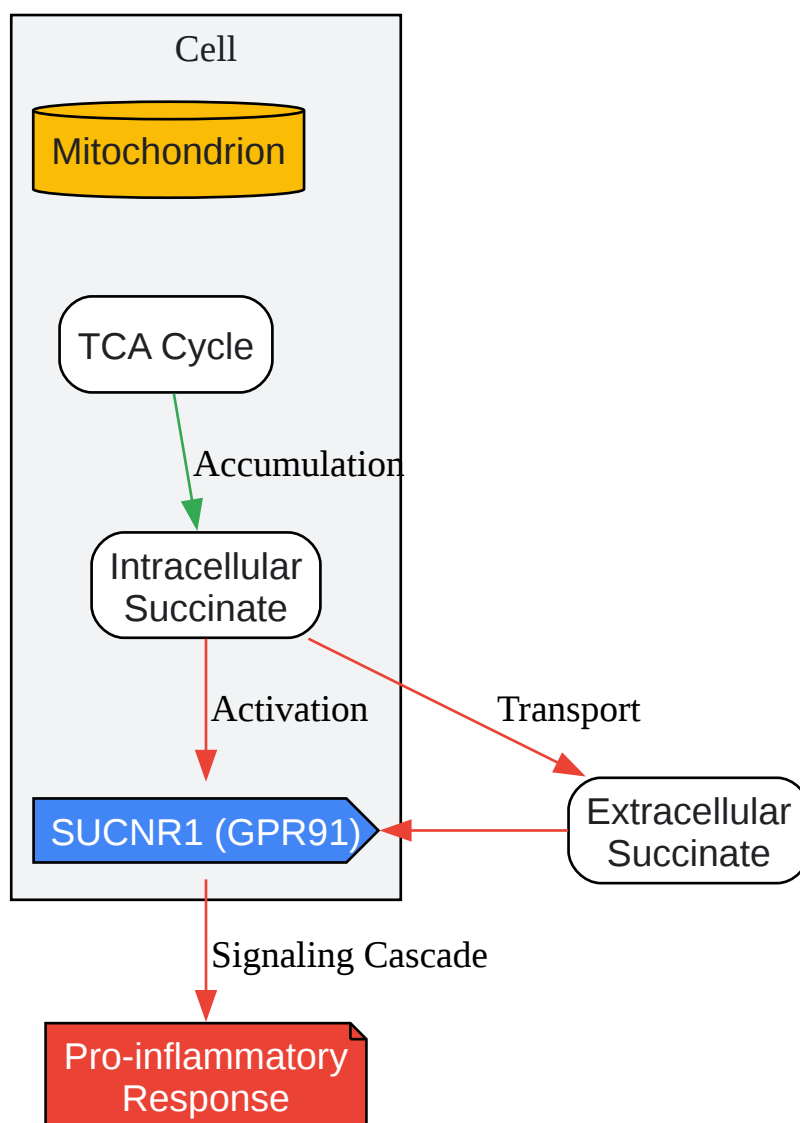 Cell
Mitochondrion
TCA Cycle
Accumulation
Intracellular
Succinate
Activation
Transport
SUCNR1 (GPR91)
Extracellular
Succinate
Signaling Cascade
Pro-inflammatory
Response